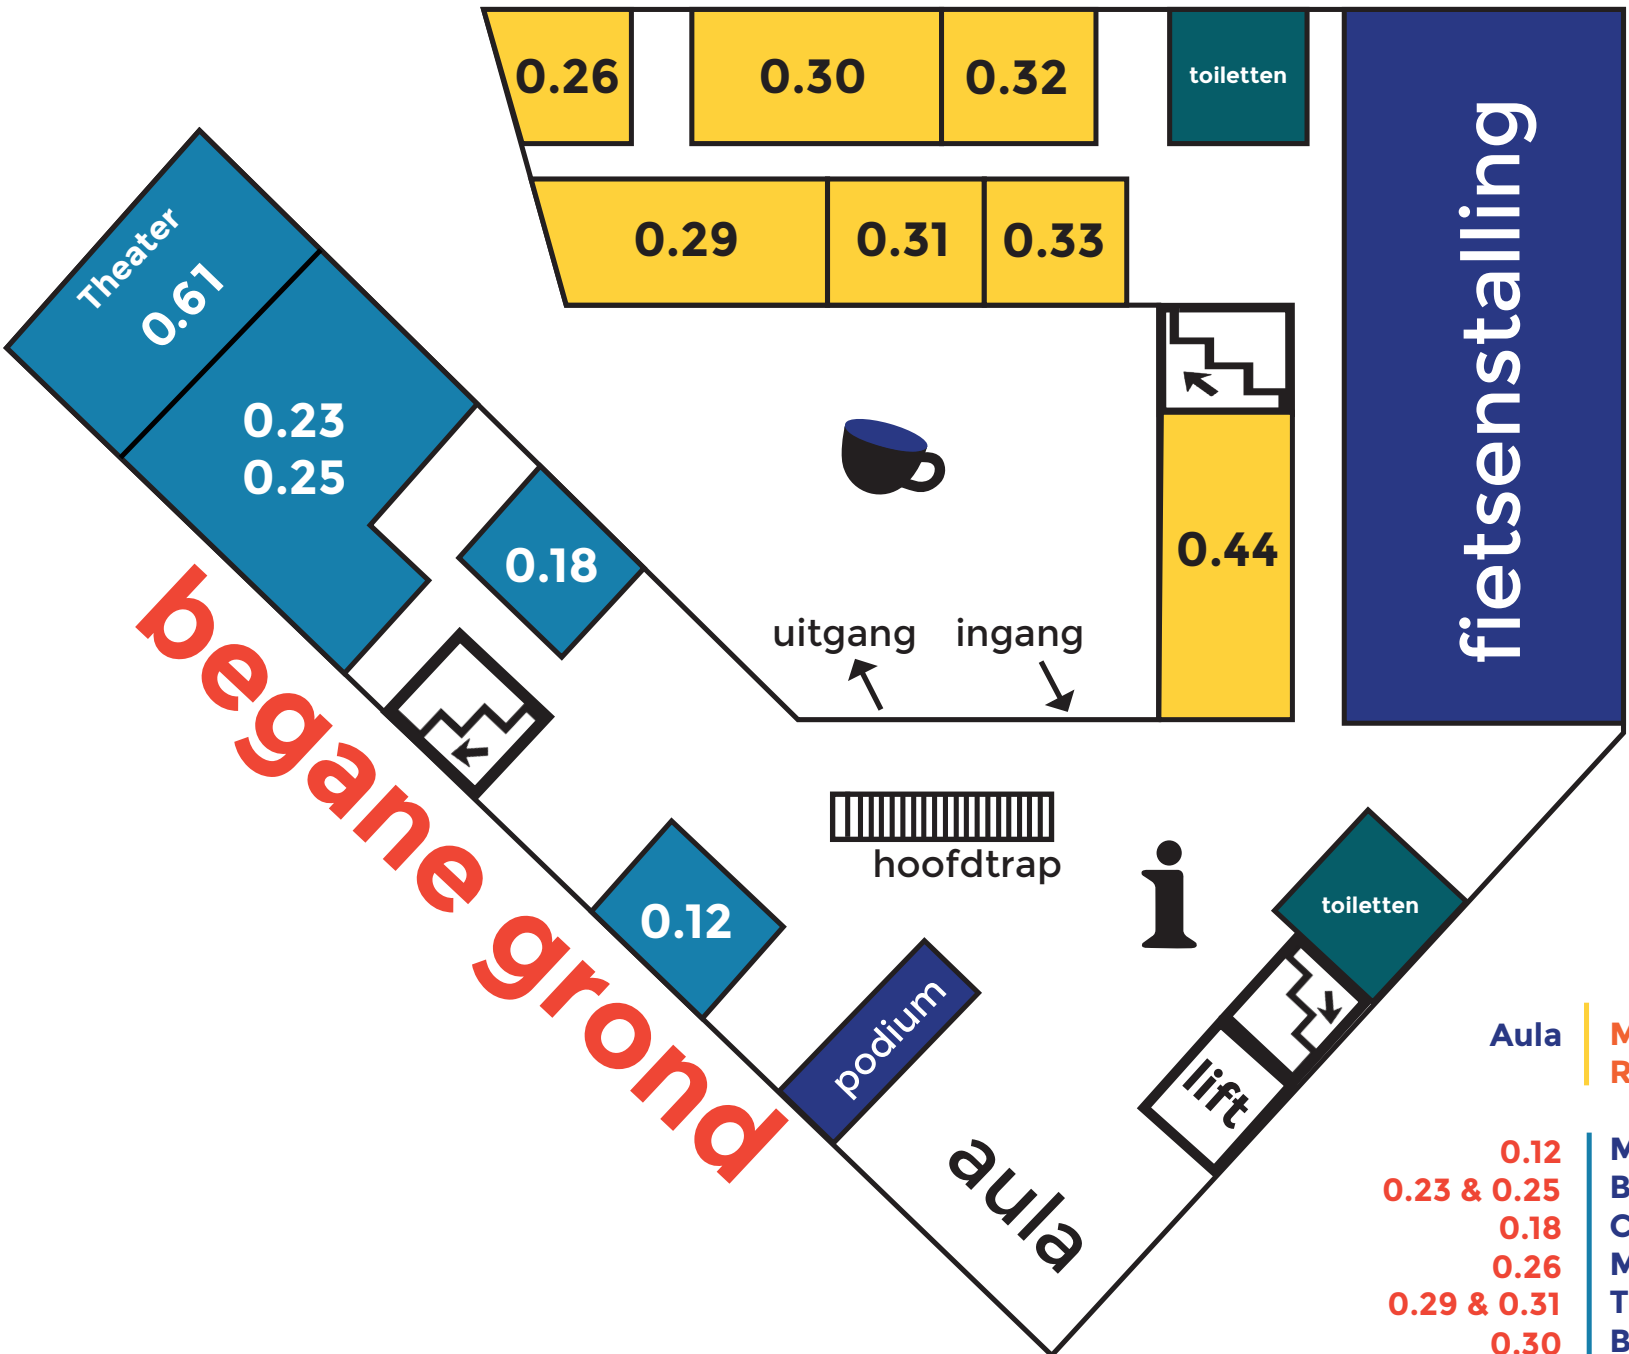 0.26
0.30
0.32
toiletten
fietsenstalling
0.29
0.31
0.33
Theater
0.61
0.23
0.25
0.18
0.44
uitgang
ingang
begane grond
hoofdtrap
0.12
toiletten
podium
lift
aula
Aula
0.12
0.23 & 0.25
0.18
0.26
0.29 & 0.31
0.30